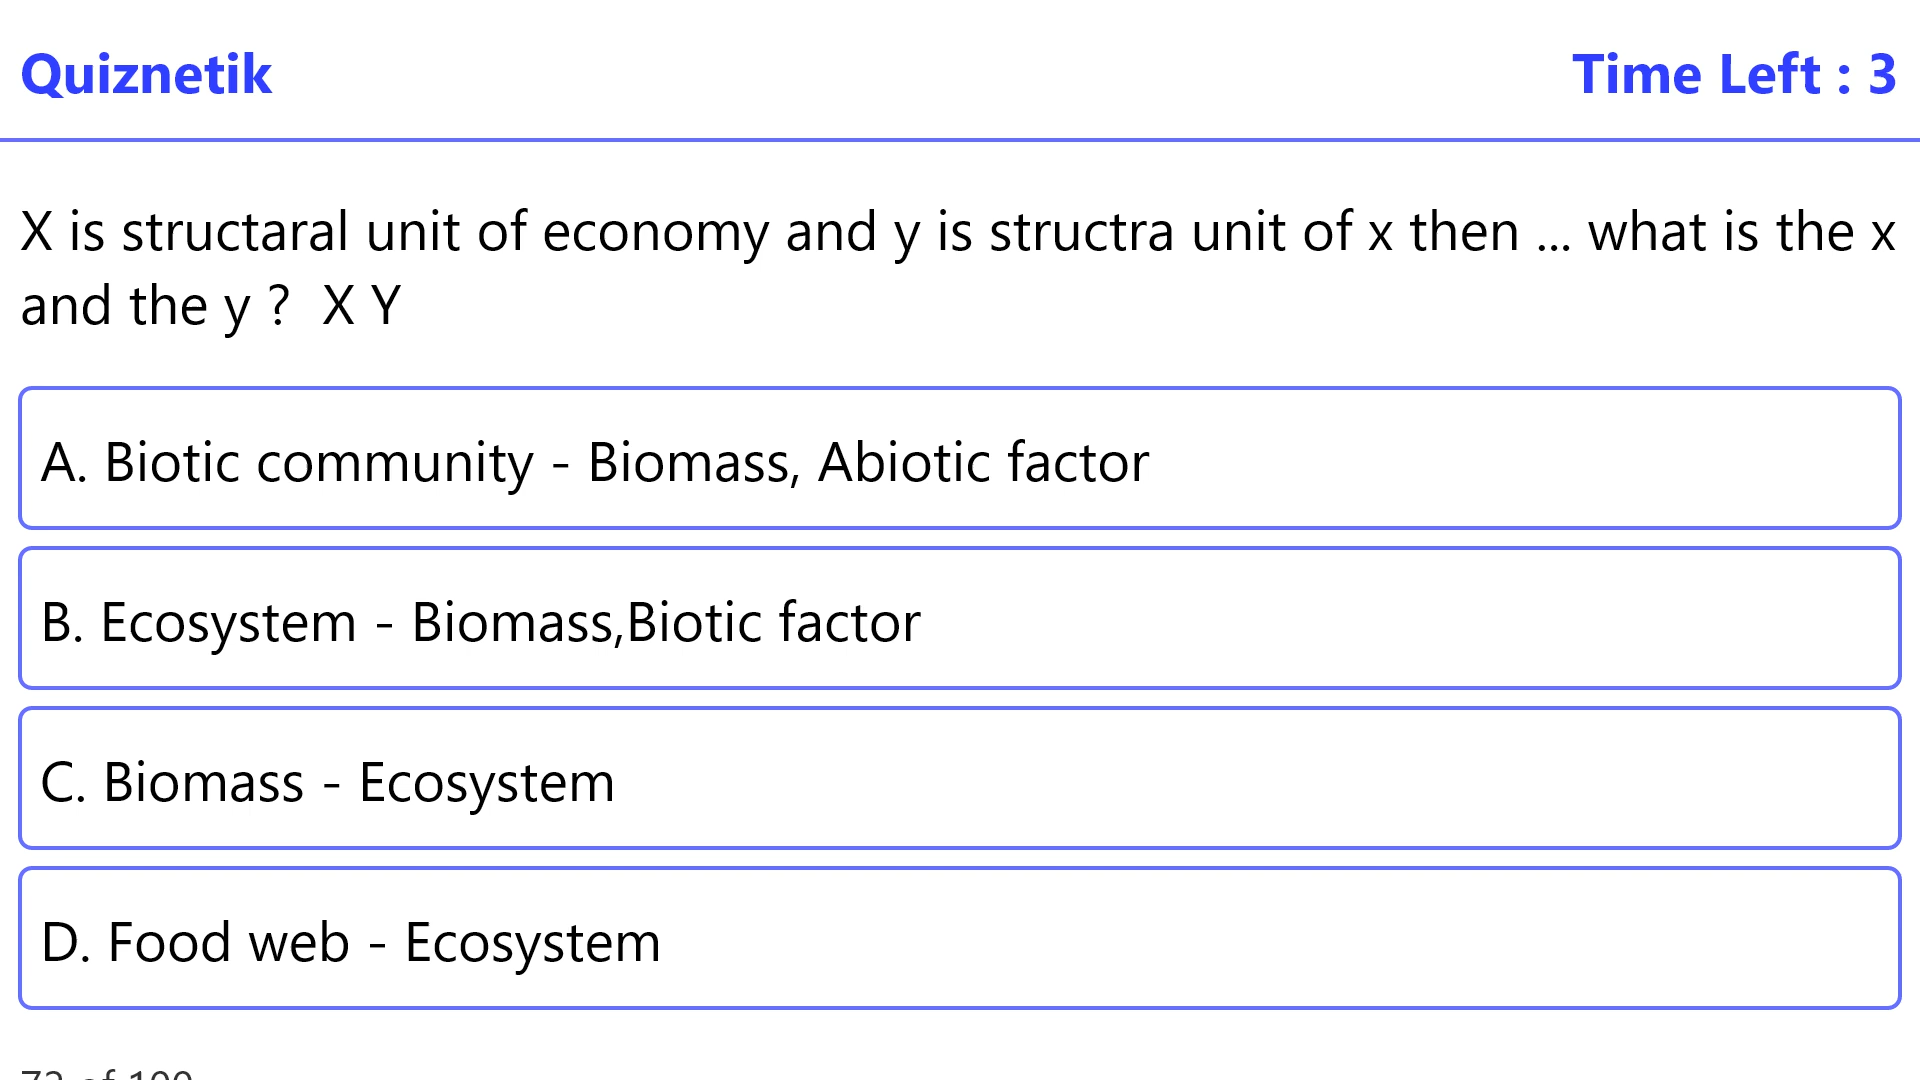 Quiznetik
Time Left : 3
X is structaral unit of economy and y is structra unit of x then ... what is the x
and the y ?  X Y
A. Biotic community - Biomass, Abiotic factor
B. Ecosystem - Biomass,Biotic factor
C. Biomass - Ecosystem
D. Food web - Ecosystem